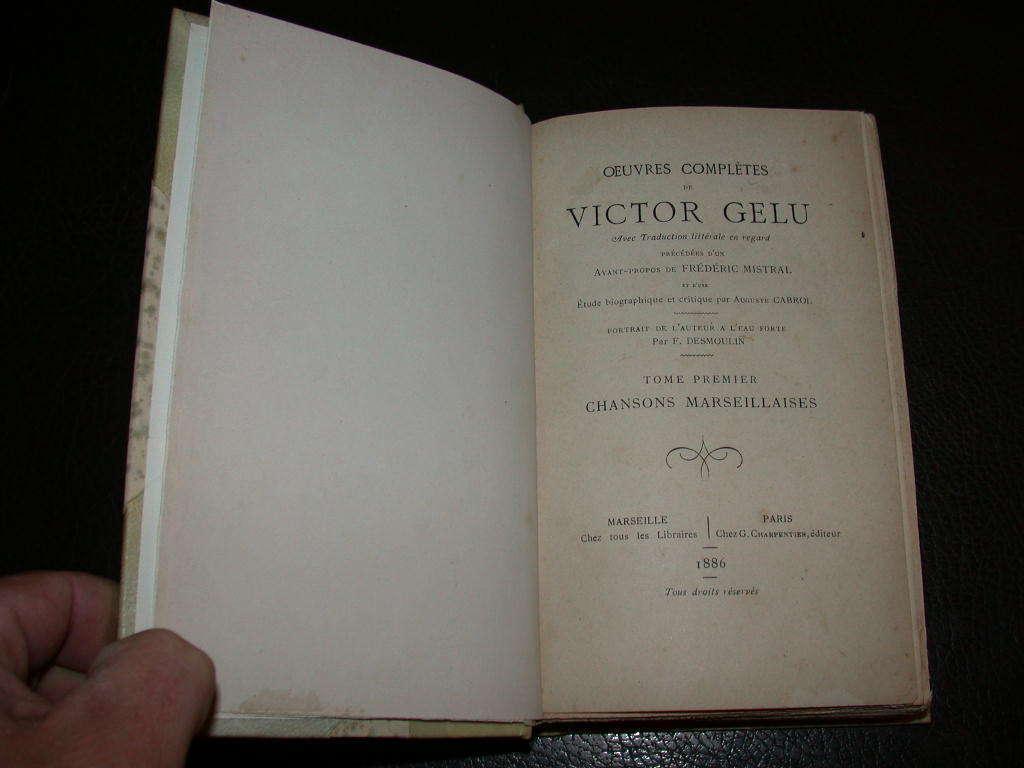 OEUVRES COMPLÈTES
DE
VICTOR GELU
Avec Traduction littérale en regard
PRÉCÉDÉES D'UN
AVANT-PROPOS DE FRÉDÉRIC MISTRAL
ET D'UNE
Étude biographique et critique par AUGUSTE CABROL
PORTRAIT DE L'AUTEUR A L'EAU FORTE
Par F. DESMOULIN
TOME PREMIER
CHANSONS MARSEILLAISES
MARSEILLE
Chez tous les Libraires
PARIS
Chez G. CHARPENTIER, éditeur
1886
Tous droits réservés